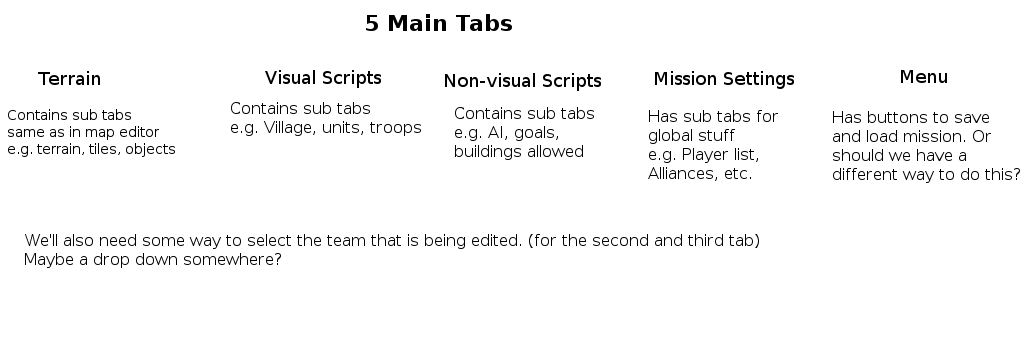 5 Main Tabs
Terrain
Contains sub tabs
same as in map editor
e.g. terrain, tiles, objects
Visual Scripts
Contains sub tabs
e.g. Village, units, troops
Non-visual Scripts
Contains sub tabs
e.g. AI, goals,
buildings allowed
Mission Settings
Has sub tabs for
global stuff
e.g. Player list,
Alliances, etc.
Menu
Has buttons to save
and load mission. Or
should we have a
different way to do this?
We'll also need some way to select the team that is being edited. (for the second and third tab)
Maybe a drop down somewhere?